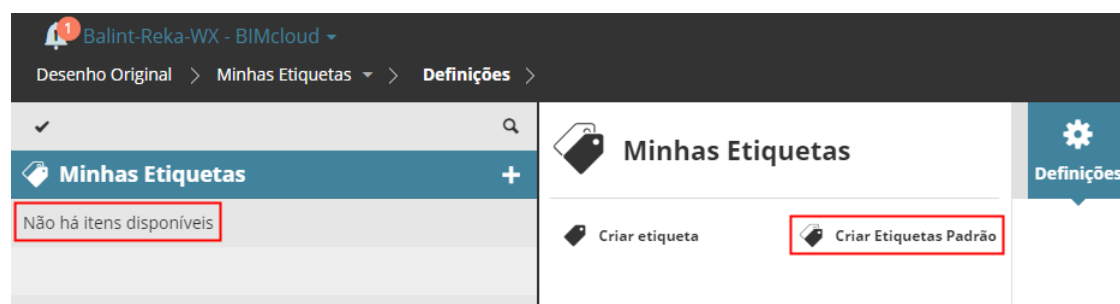 1
Balint-Reka-WX - BIMcloud
Desenho Original > Minhas Etiquetas > Definições >
Minhas Etiquetas +
Não há itens disponíveis
Minhas Etiquetas
Criar etiqueta
Criar Etiquetas Padrão
Definições